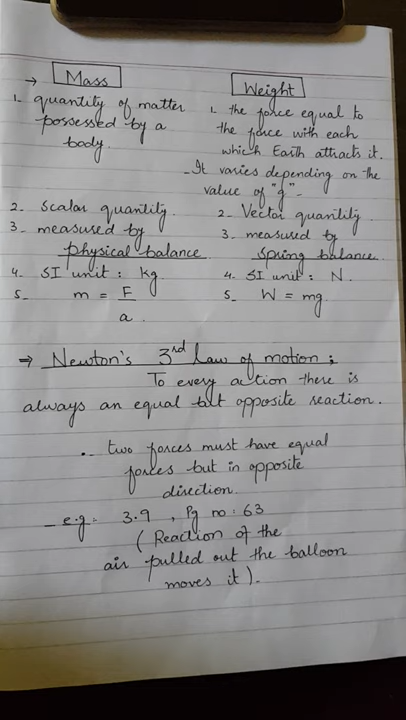 → Mass
1. quantity of matter
possessed by a
body.
2. Scalar quantity.
3. measured by
physical balance
4. SI unit : kg
5. m = F
a.
Weight
1. the force equal to
the force with each
which Earth attracts it.
- It varies depending on the
value of "g".
2. Vector quantity.
3. measured by
Spring balance.
4. SI unit : N.
5. W = mg
⇒ Newton's 3rd Law of motion ;
To every action there is
always an equal but opposite reaction.
two forces must have equal
forces but in opposite
direction.
- e.g : 3.9 , Pg no : 63
( Reaction of the
air pulled out the balloon
moves it ).